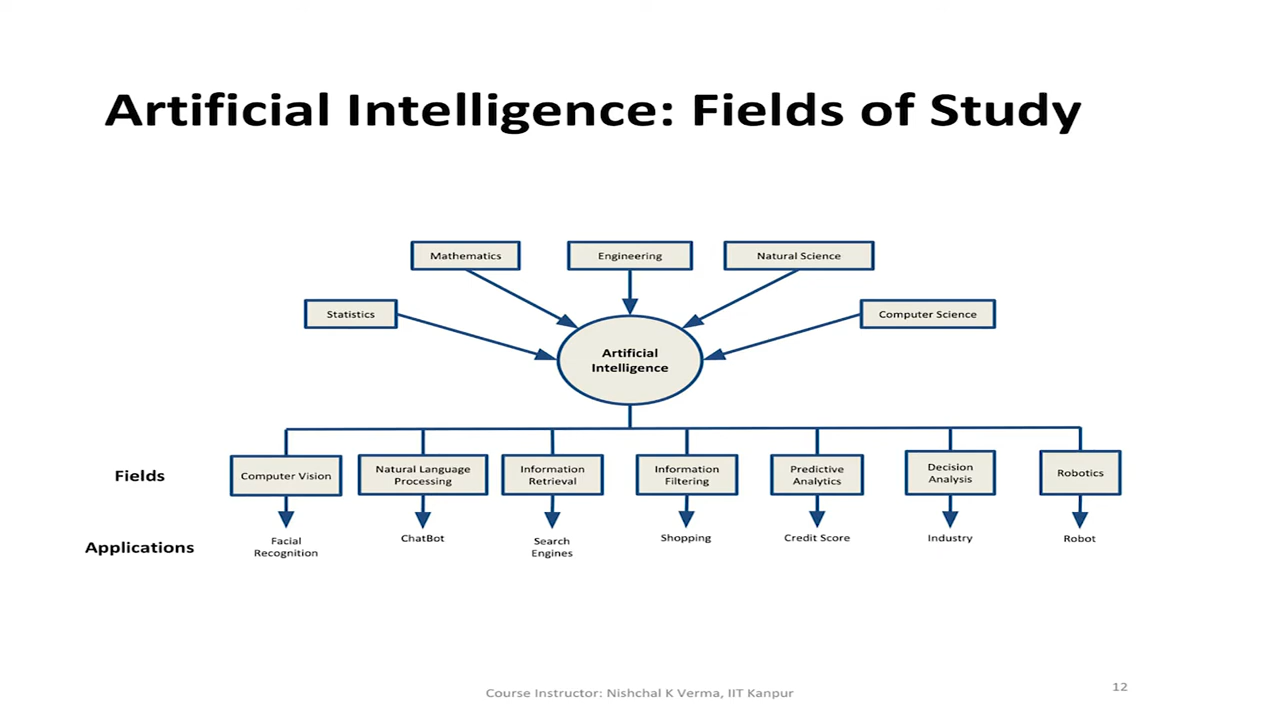 Artificial Intelligence: Fields of Study
Mathematics
Engineering
Natural Science
Statistics
Computer Science
Artificial
Intelligence
Fields
Computer Vision
Natural Language
Processing
Information
Retrieval
Information
Filtering
Predictive
Analytics
Decision
Analysis
Robotics
Applications
Facial
Recognition
ChatBot
Search
Engines
Shopping
Credit Score
Industry
Robot
Course Instructor: Nishchal K Verma, IIT Kanpur
12